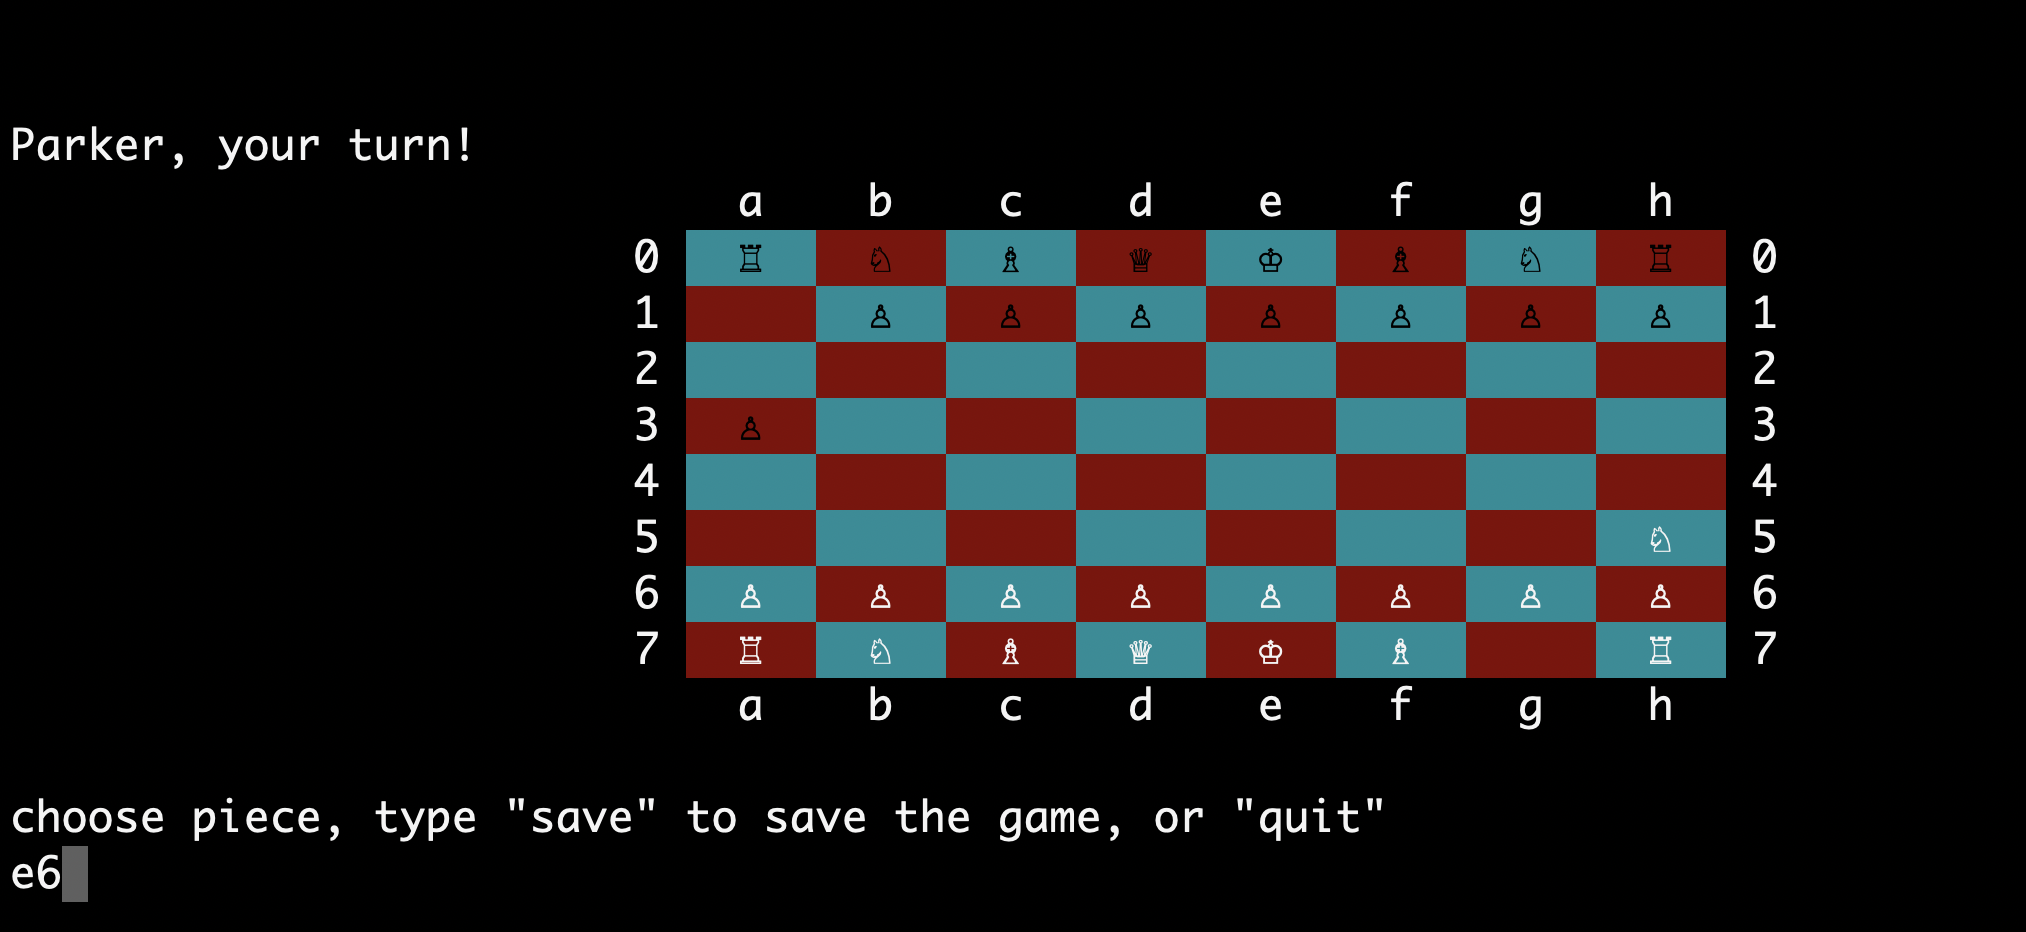 Parker, your turn!
a b c d e f g h
0 ♖ ♘ ♗ ♕ ♔ ♗ ♘ ♖ 0
1 ♙ ♙ ♙ ♙ ♙ ♙ ♙ 1
2 2
3 ♙ 3
4 4
5 ♘ 5
6 ♙ ♙ ♙ ♙ ♙ ♙ ♙ ♙ 6
7 ♖ ♘ ♗ ♕ ♔ ♗ ♖ 7
a b c d e f g h
choose piece, type "save" to save the game, or "quit"
e6